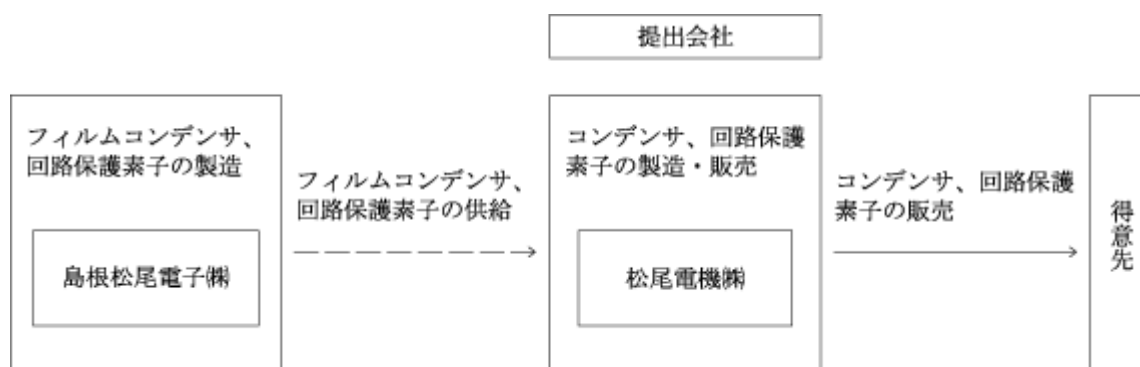 提出会社
フィルムコンデンサ、
回路保護素子の製造
島根松尾電子㈱
フィルムコンデンサ、
回路保護素子の供給
コンデンサ、回路保護
素子の製造・販売
松尾電機㈱
コンデンサ、回路保護
素子の販売
得意先